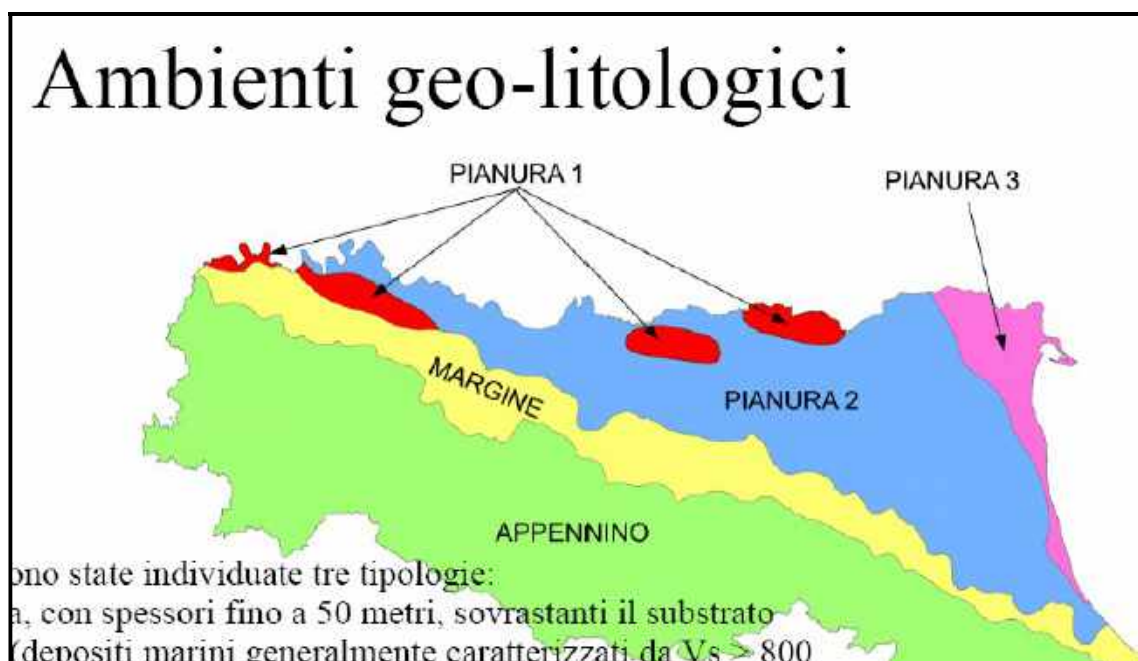 Ambienti geo-litologici
PIANURA 1
PIANURA 3
MARGINE
PIANURA 2
APPENNINO
ono state individuate tre tipologie:
a, con spessori fino a 50 metri, sovrastanti il substrato
(depositi marini generalmente caratterizzati da Vs > 800